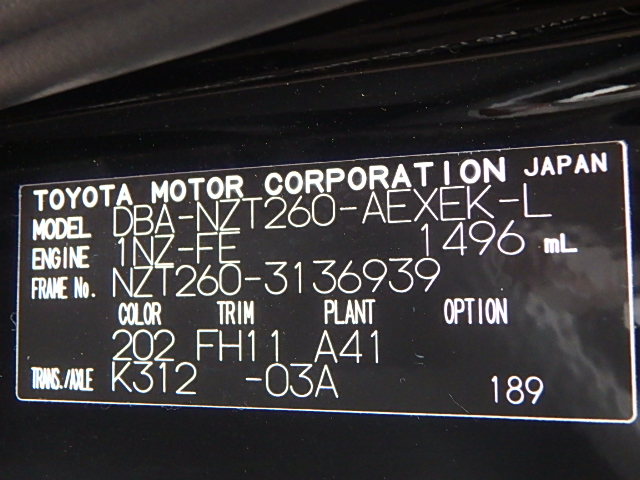 TOYOTA MOTOR CORPORATION JAPAN
MODEL DBA-NZT260-AEXEK-L
ENGINE 1NZ-FE 1496 mL
FRAME No. NZT260-3136939
COLOR TRIM PLANT OPTION
202 FH11 A41
TRANS./AXLE K312 -03A 189